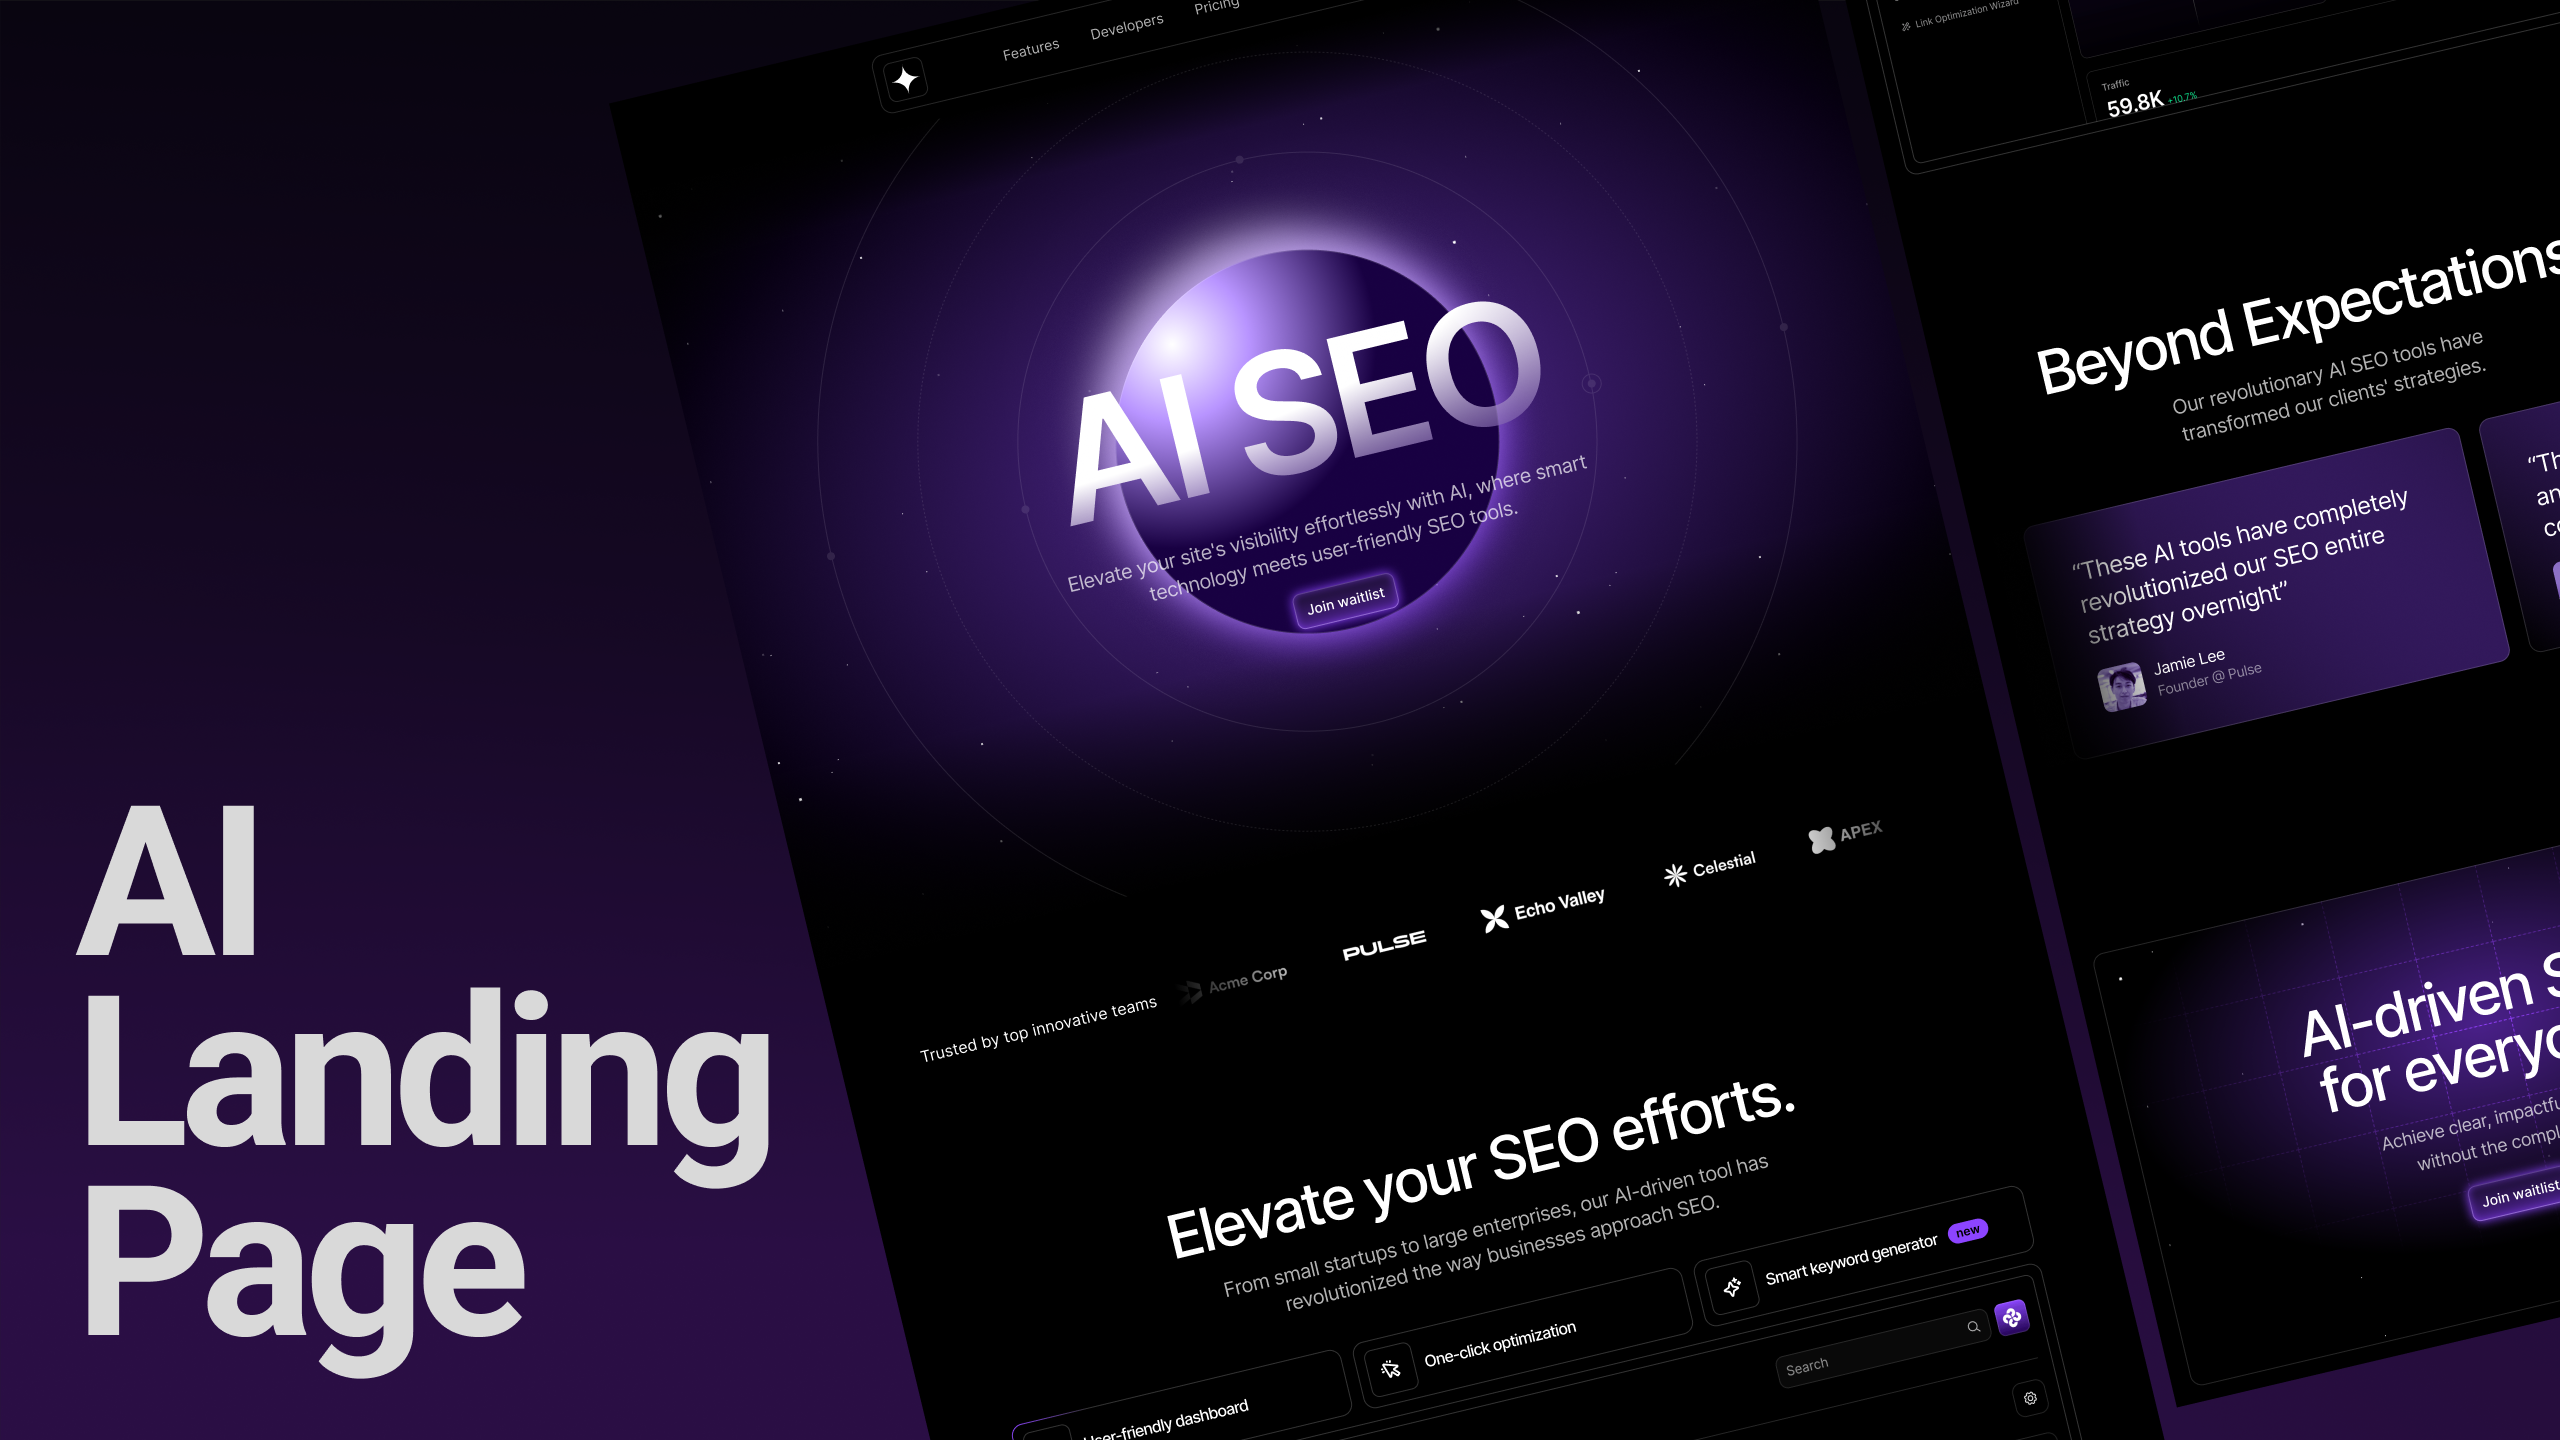 AI
Landing
Page
Features
Developers
Pricing
AI SEO
Elevate your site's visibility effortlessly with AI, where smart
technology meets user-friendly SEO tools.
Join waitlist
Trusted by top innovative teams
Acme Corp
PULSE
Echo Valley
Celestial
APEX
Elevate your SEO efforts.
From small startups to large enterprises, our AI-driven tool has
revolutionized the way businesses approach SEO.
User-friendly dashboard
One-click optimization
Smart keyword generator
new
Search
Link Optimization Wizard
Traffic
59.8K +10.7%
Beyond Expectations
Our revolutionary AI SEO tools have
transformed our clients' strategies.
“These AI tools have completely
revolutionized our SEO entire
strategy overnight”
Jamie Lee
Founder @ Pulse
“Th
an
co
AI-driven S
for everyo
Achieve clear, impactfu
without the compl
Join waitlist